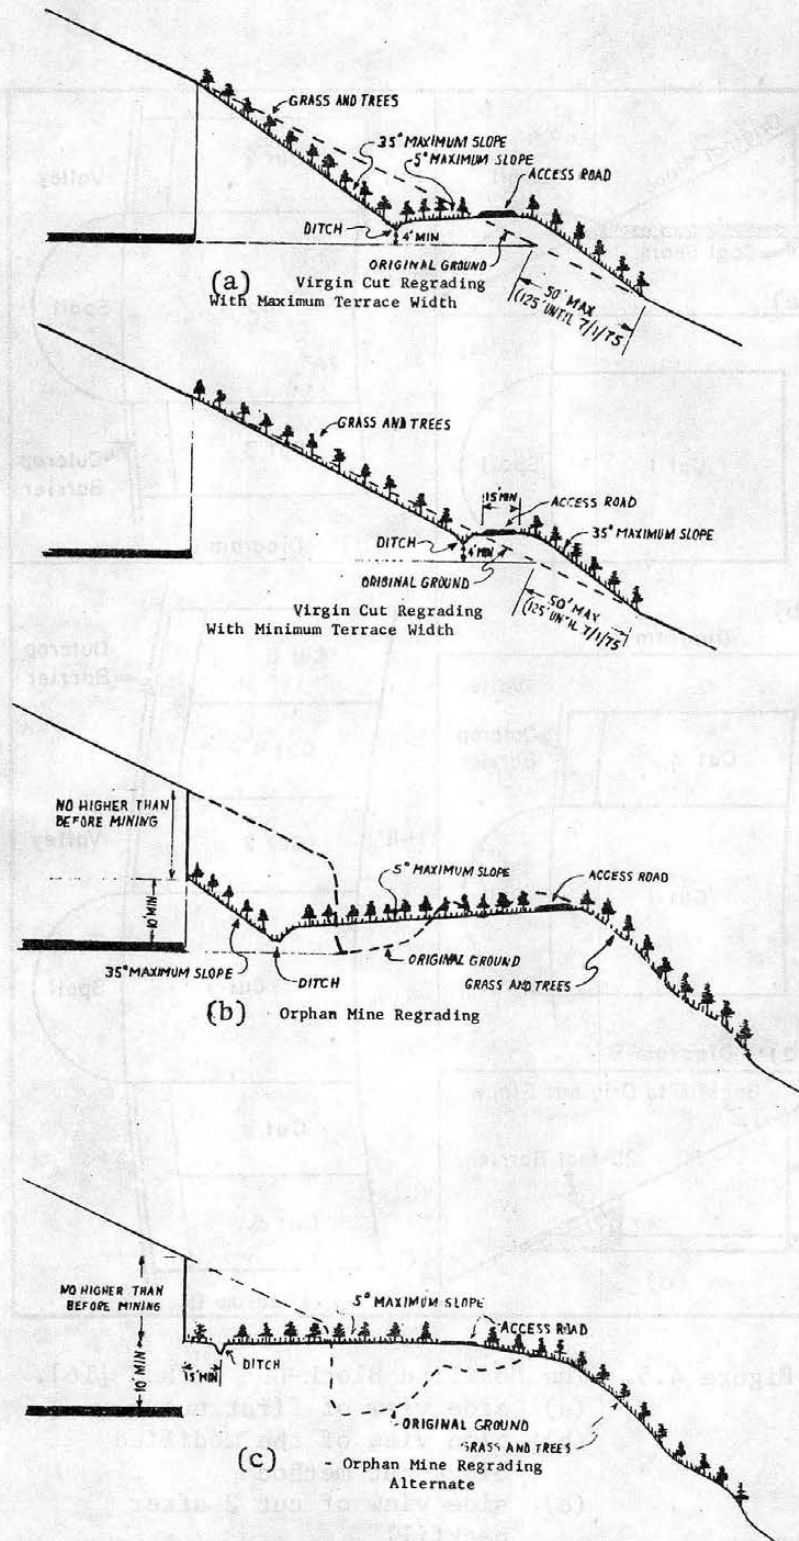 GRASS AND TREES
35° MAXIMUM SLOPE
5° MAXIMUM SLOPE
ACCESS ROAD
DITCH
4' MIN
ORIGINAL GROUND
(a) Virgin Cut Regrading
With Maximum Terrace Width
50' MAX
(125' UNTIL 7/1/75
GRASS AND TREES
15' MIN
ACCESS ROAD
35° MAXIMUM SLOPE
DITCH
4' MIN
ORIGINAL GROUND
Virgin Cut Regrading
With Minimum Terrace Width
50' MAX
(125' UNTIL 7/1/75
NO HIGHER THAN
BEFORE MINING
5° MAXIMUM SLOPE
ACCESS ROAD
10' MIN
35° MAXIMUM SLOPE
DITCH
ORIGINAL GROUND
GRASS AND TREES
(b) Orphan Mine Regrading
NO HIGHER THAN
BEFORE MINING
5° MAXIMUM SLOPE
ACCESS ROAD
10' MIN
15' MIN
DITCH
ORIGINAL GROUND
GRASS AND TREES
(c) - Orphan Mine Regrading
Alternate